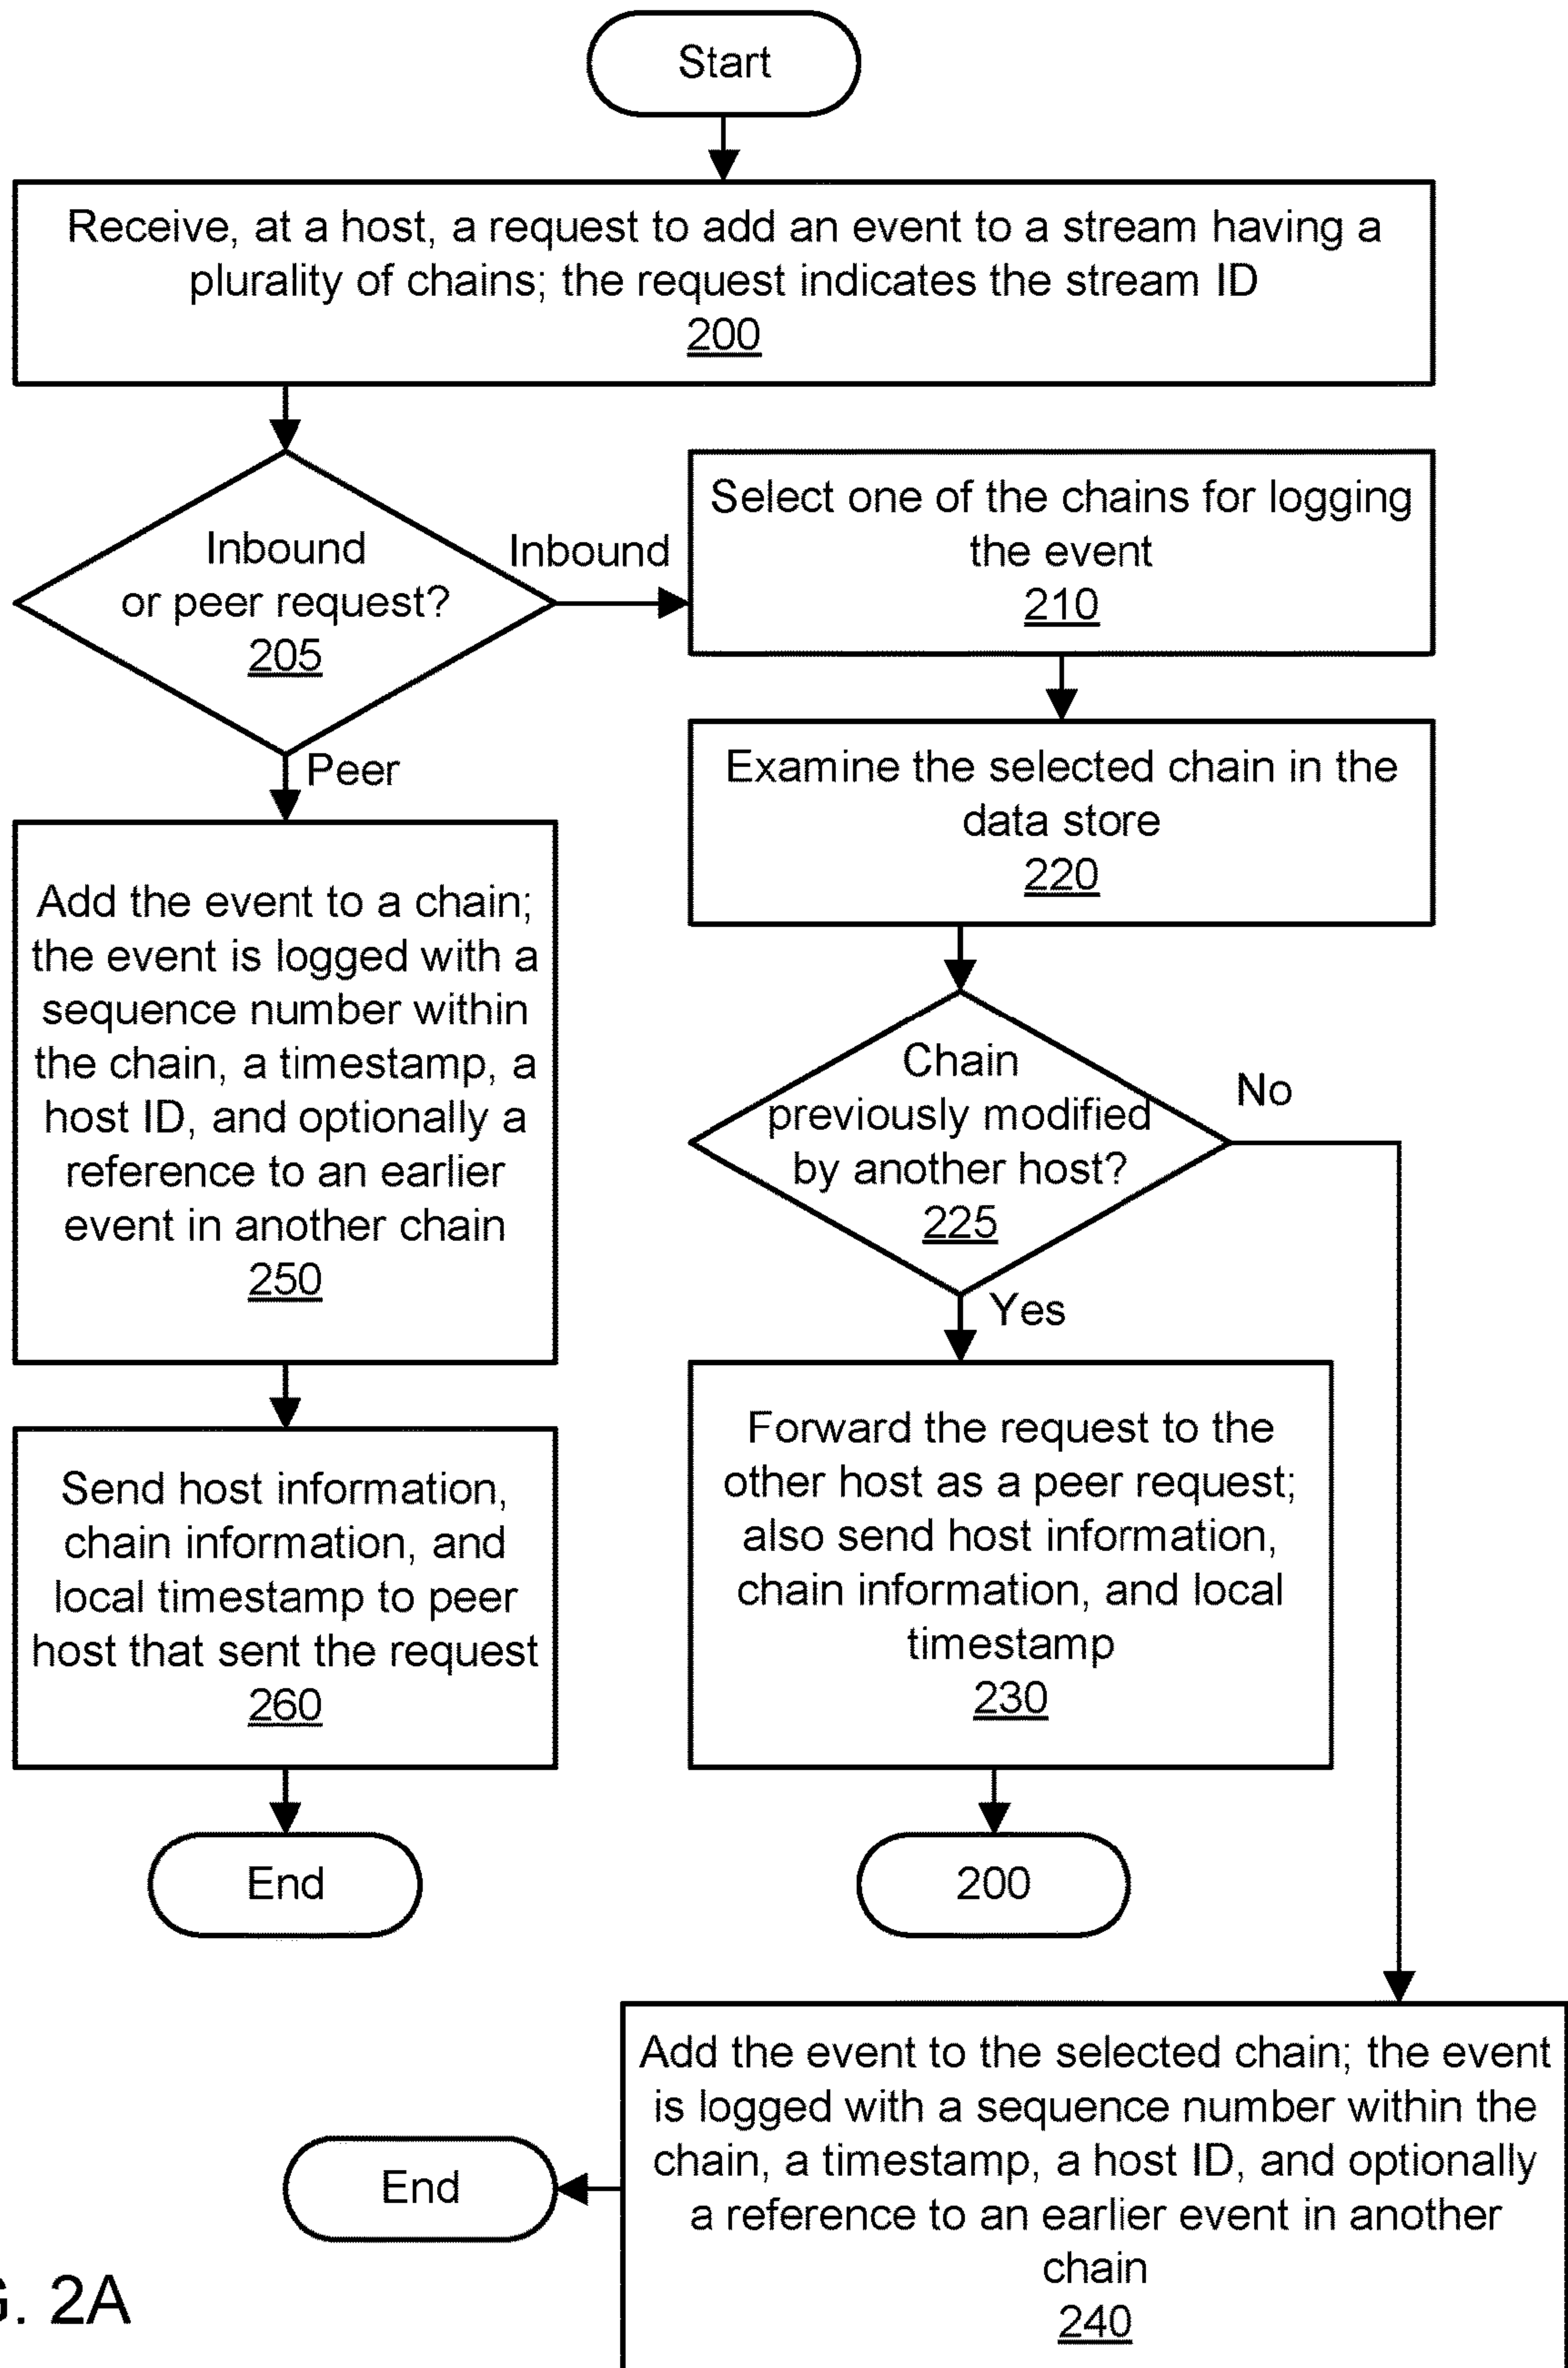 Start
Receive, at a host, a request to add an event to a stream having a
plurality of chains; the request indicates the stream ID
200
Inbound
or peer request?
205
Inbound
Select one of the chains for logging
the event
210
Examine the selected chain in the
data store
220
Peer
Add the event to a chain;
the event is logged with a
sequence number within
the chain, a timestamp, a
host ID, and optionally a
reference to an earlier
event in another chain
250
Chain
previously modified
by another host?
225
No
Yes
Send host information,
chain information, and
local timestamp to peer
host that sent the request
260
Forward the request to the
other host as a peer request;
also send host information,
chain information, and local
timestamp
230
End
200
Add the event to the selected chain; the event
is logged with a sequence number within the
chain, a timestamp, a host ID, and optionally
a reference to an earlier event in another
chain
240
End
2A